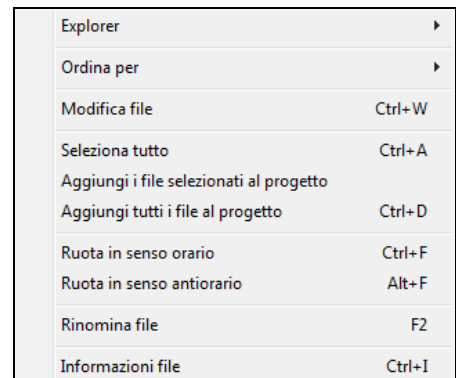 Explorer
Ordina per
Modifica file Ctrl+W
Seleziona tutto Ctrl+A
Aggiungi i file selezionati al progetto
Aggiungi tutti i file al progetto Ctrl+D
Ruota in senso orario Ctrl+F
Ruota in senso antiorario Alt+F
Rinomina file F2
Informazioni file Ctrl+I